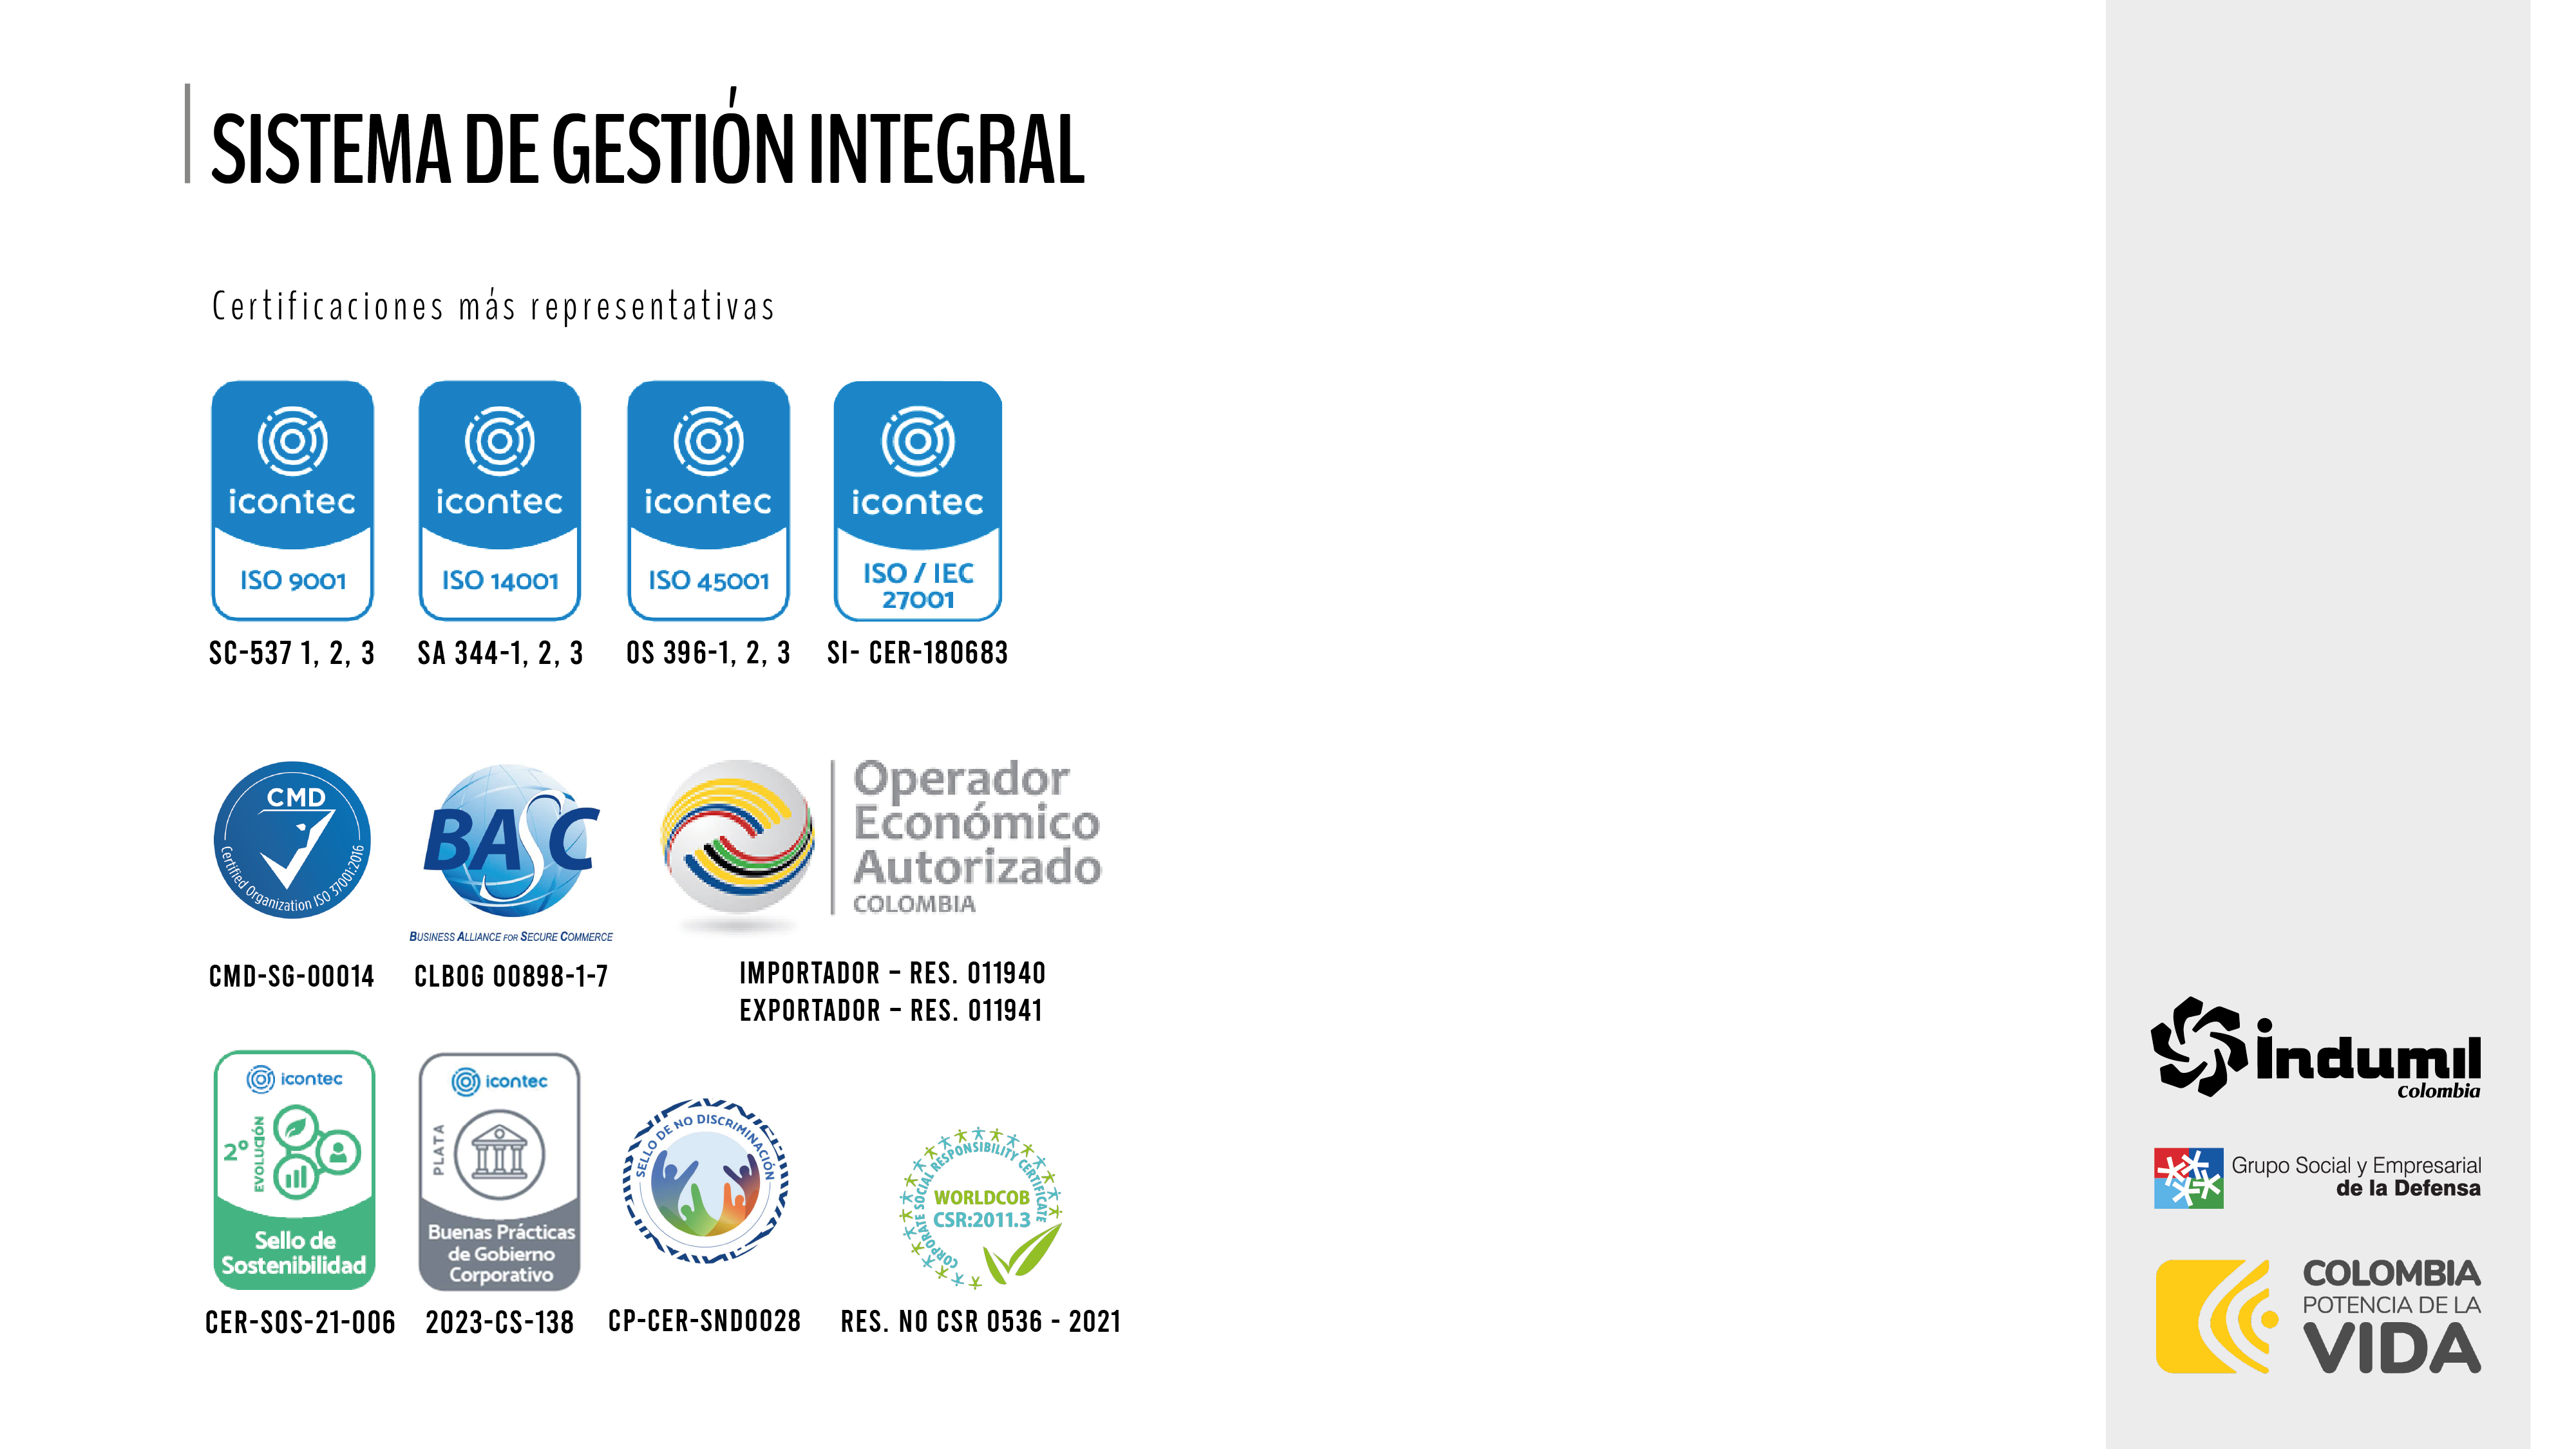 SISTEMA DE GESTIÓN INTEGRAL
Certificaciones más representativas
icontec
ISO 9001
SC-537 1, 2, 3
icontec
ISO 14001
SA 344-1, 2, 3
icontec
ISO 45001
OS 396-1, 2, 3
icontec
ISO / IEC
27001
SI- CER-180683
CMD
Certified Organization ISO 37001:2016
CMD-SG-00014
BASC
BUSINESS ALLIANCE FOR SECURE COMMERCE
CLBOG 00898-1-7
Operador
Económico
Autorizado
COLOMBIA
IMPORTADOR – RES. 011940
EXPORTADOR – RES. 011941
icontec
2º
EVOLUCIÓN
Sello de
Sostenibilidad
CER-SOS-21-006
icontec
PLATA
Buenas Prácticas
de Gobierno
Corporativo
2023-CS-138
SELLO DE NO DISCRIMINACIÓN
CP-CER-SND0028
CORPORATE SOCIAL RESPONSIBILITY CERTIFICATE
WORLDCOB
CSR:2011.3
RES. NO CSR 0536 - 2021
indumil
Colombia
Grupo Social y Empresarial
de la Defensa
COLOMBIA
POTENCIA DE LA
VIDA